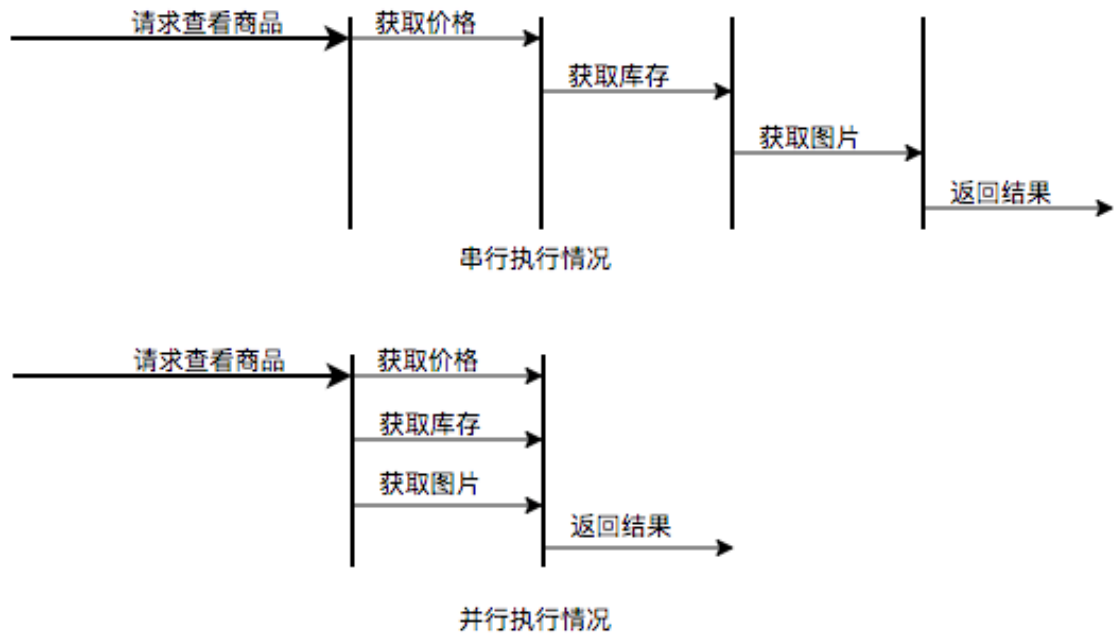 请求查看商品
获取价格
获取库存
获取图片
返回结果
串行执行情况
请求查看商品
获取价格
获取库存
获取图片
返回结果
并行执行情况